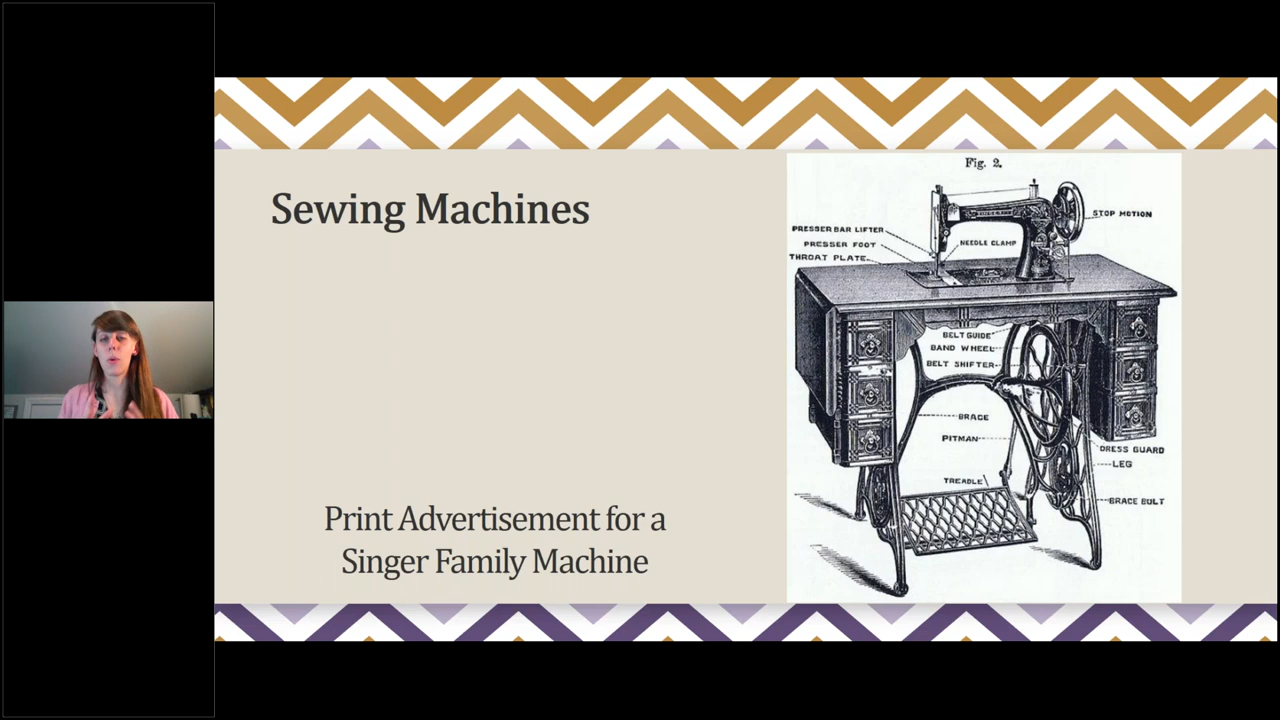 Sewing Machines
Print Advertisement for a
Singer Family Machine
Fig. 2.
STOP MOTION
PRESSER BAR LIFTER
PRESSER FOOT
NEEDLE CLAMP
THROAT PLATE
BELT GUIDE
BAND WHEEL
BELT SHIFTER
BRACE
PITMAN
DRESS GUARD
LEG
TREADLE
BRACE BOLT